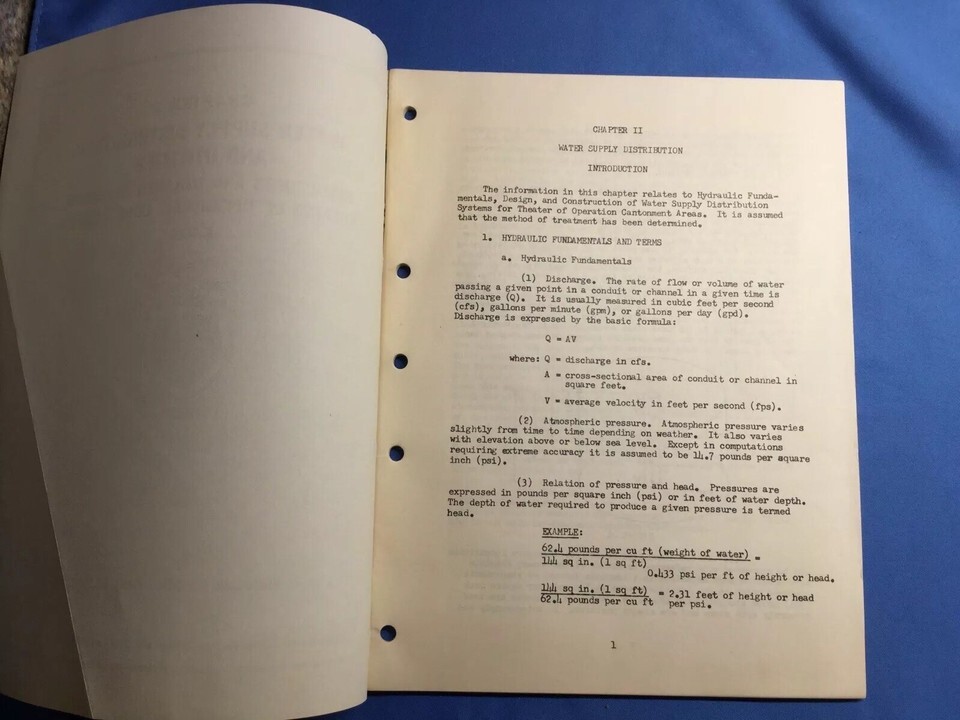 CHAPTER II
WATER SUPPLY DISTRIBUTION
INTRODUCTION
The information in this chapter relates to Hydraulic Funda-
mentals, Design, and Construction of Water Supply Distribution
Systems for Theater of Operation Cantonment Areas. It is assumed
that the method of treatment has been determined.
1. HYDRAULIC FUNDAMENTALS AND TERMS
a. Hydraulic Fundamentals
(1) Discharge. The rate of flow or volume of water
passing a given point in a conduit or channel in a given time is
discharge (Q). It is usually measured in cubic feet per second
(cfs), gallons per minute (gpm), or gallons per day (gpd).
Discharge is expressed by the basic formula:
Q = AV
where: Q = discharge in cfs.
A = cross-sectional area of conduit or channel in
square feet.
V = average velocity in feet per second (fps).
(2) Atmospheric pressure. Atmospheric pressure varies
slightly from time to time depending on weather. It also varies
with elevation above or below sea level. Except in computations
requiring extreme accuracy it is assumed to be 14.7 pounds per square
inch (psi).
(3) Relation of pressure and head. Pressures are
expressed in pounds per square inch (psi) or in feet of water depth.
The depth of water required to produce a given pressure is termed
head.
EXAMPLE:
62.4 pounds per cu ft (weight of water) =
144 sq in. (1 sq ft)
0.433 psi per ft of height or head.
144 sq in. (1 sq ft) = 2.31 feet of height or head
62.4 pounds per cu ft per psi.
1